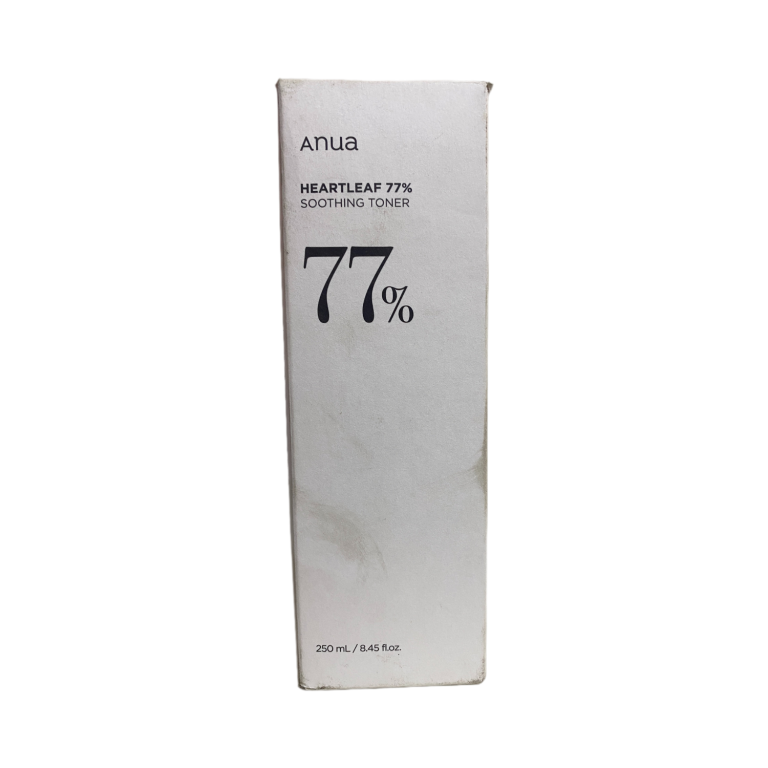 Anua
HEARTLEAF 77%
SOOTHING TONER
77%
250 mL / 8.45 fl.oz.